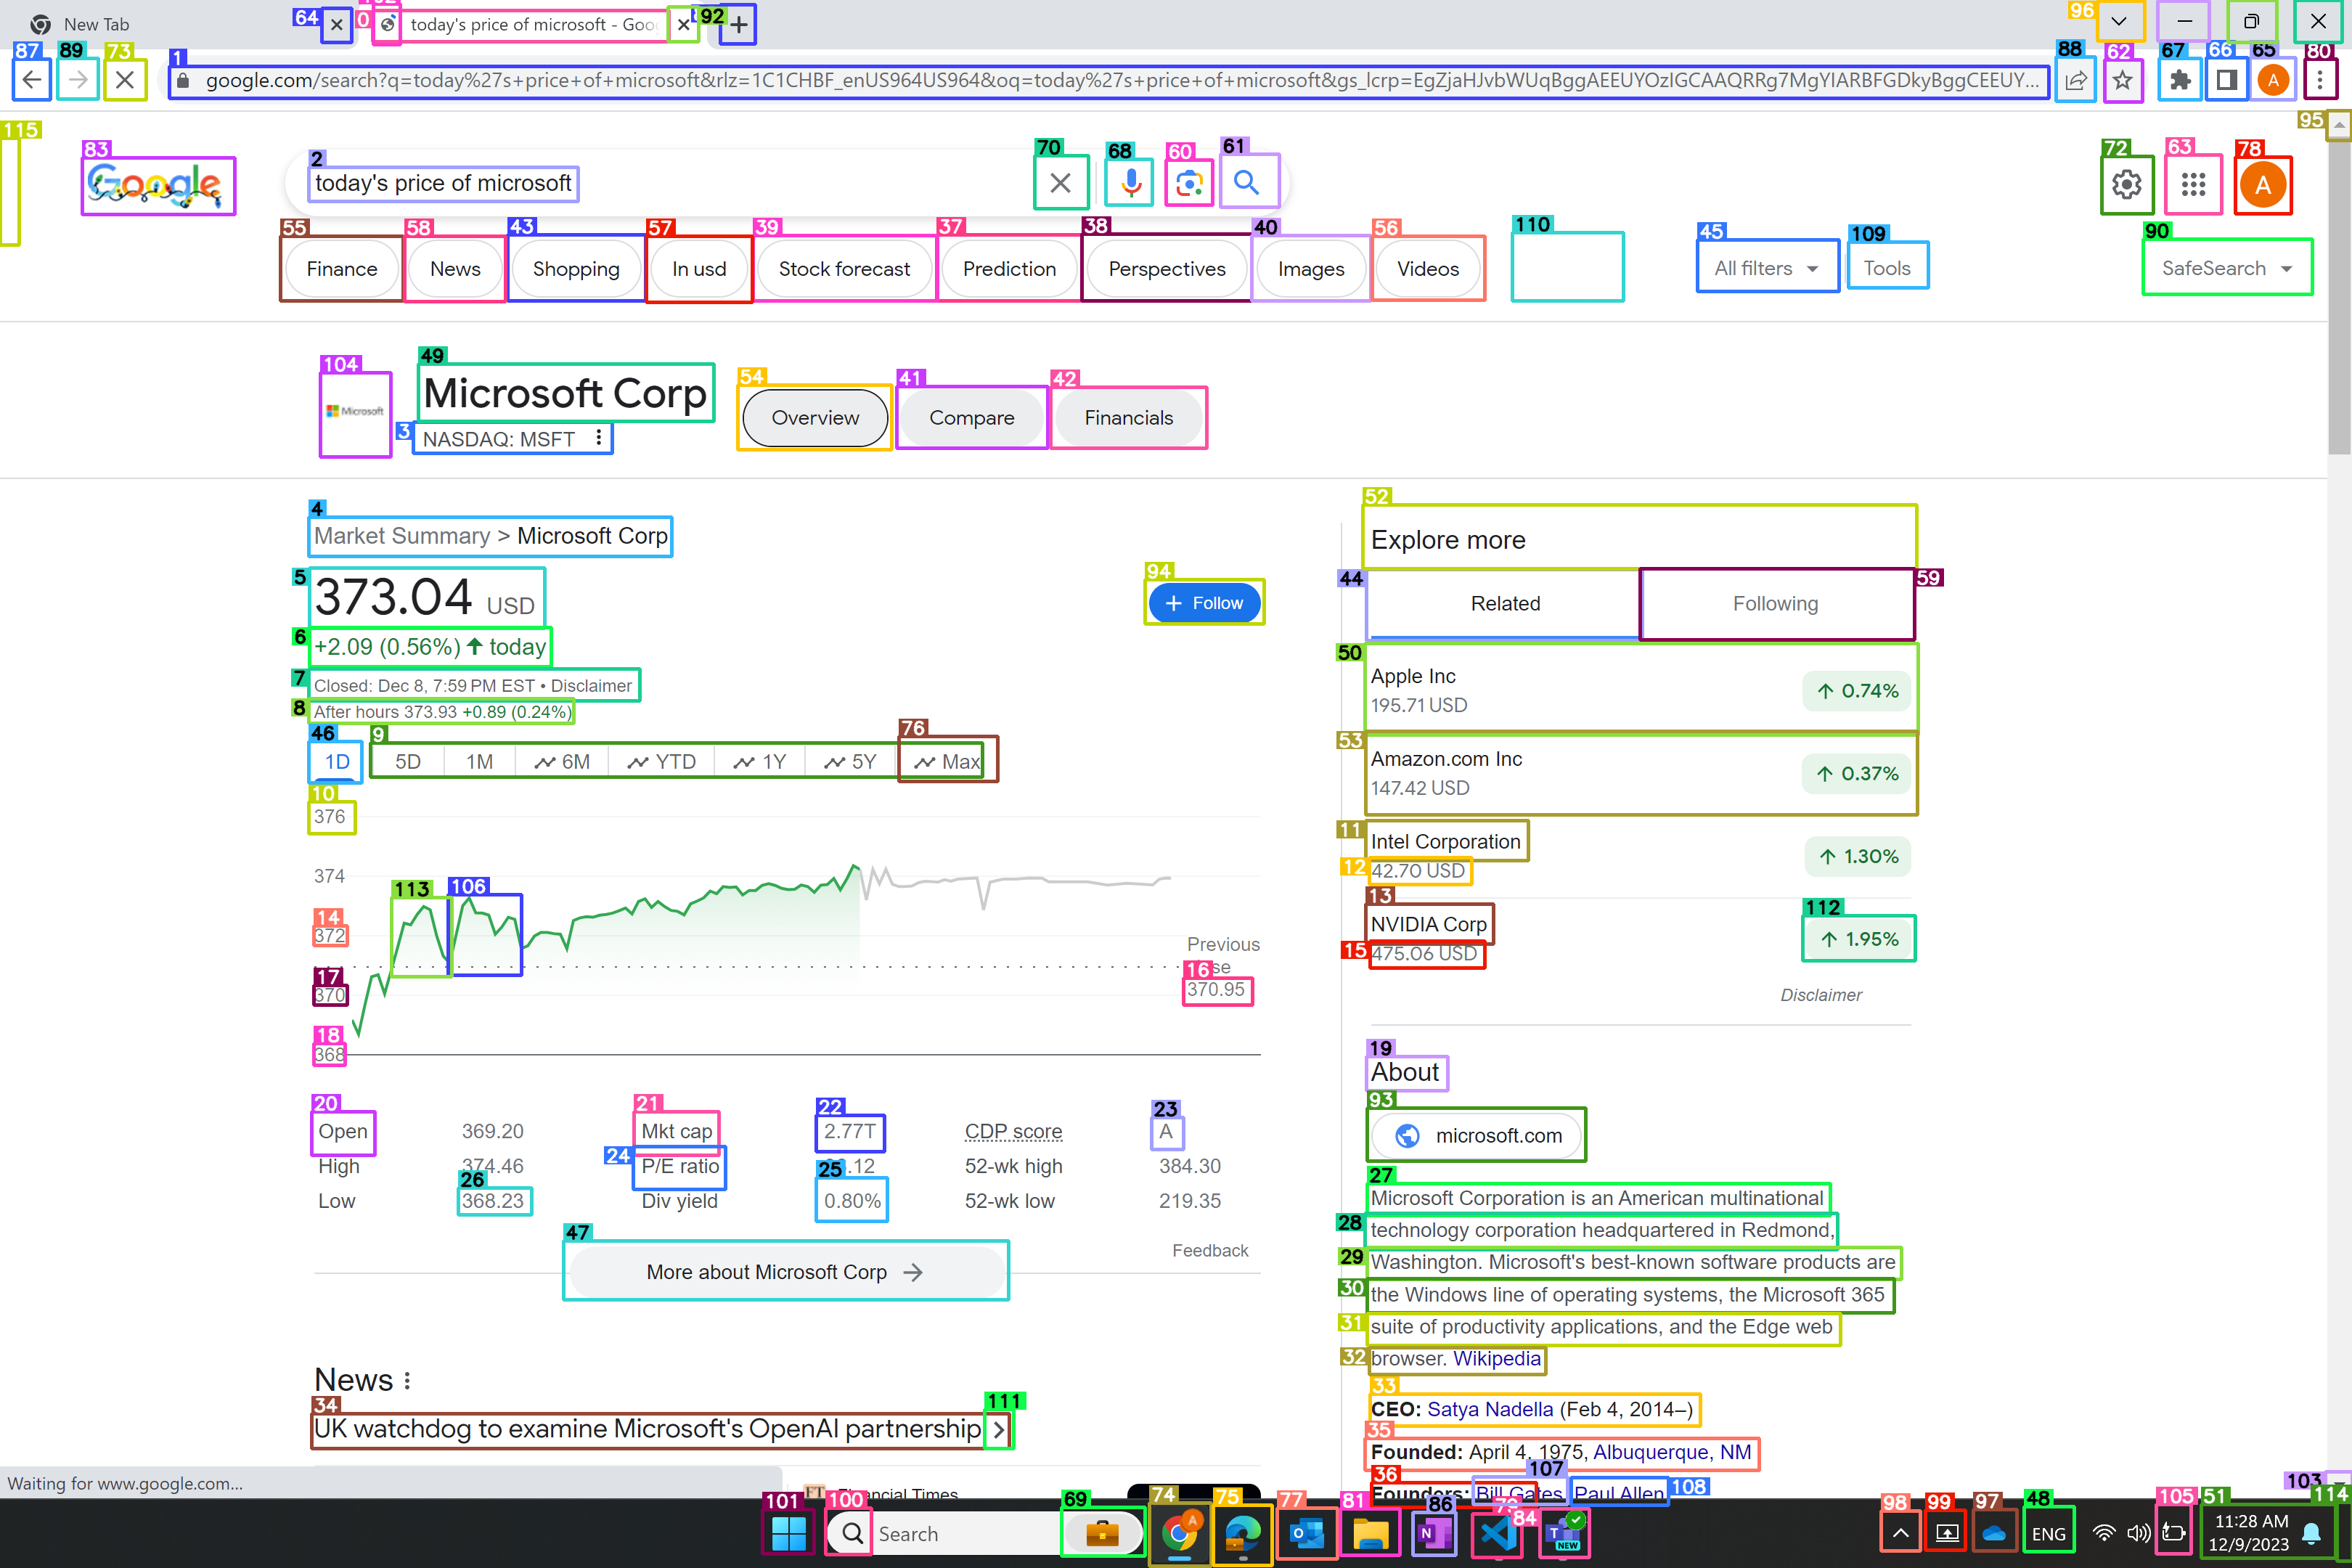 New Tab
today's price of microsoft - Goo
google.com/search?q=today%27s+price+of+microsoft&rlz=1C1CHBF_enUS964US964&oq=today%27s+price+of+microsoft&gs_lcrp=EgZjaHJvbWUqBggAEEUYOzIGCAAQRRg7MgYIARBFGDkyBggCEEUY...
64 92 96
87 89 73 1 88 62 67 66 65 80
115 83 2 70 68 60 61 72 63 78 95
Google today's price of microsoft A
55 58 43 57 39 37 38 40 56 110 45 109 90
Finance News Shopping In usd Stock forecast Prediction Perspectives Images Videos All filters Tools SafeSearch
104 49 54 41 42
Microsoft Microsoft Corp Overview Compare Financials
3 NASDAQ: MSFT
4
Market Summary > Microsoft Corp
5 373.04 USD
94
+ Follow
6 +2.09 (0.56%) today
7 Closed: Dec 8, 7:59 PM EST • Disclaimer
8 After hours 373.93 +0.89 (0.24%)
46 9 76
1D 5D 1M 6M YTD 1Y 5Y Max
10
376
374
113 106
14
372
Previous
16 se
17
370
370.95
18
368
20 21 22 23
Open 369.20 Mkt cap 2.77T CDP score A
24 25
High 374.46 P/E ratio .12 52-wk high 384.30
26
Low 368.23 Div yield 0.80% 52-wk low 219.35
47
Feedback
More about Microsoft Corp
News
34 111
UK watchdog to examine Microsoft's OpenAI partnership
FT Financial Times
52
Explore more
44 59
Related Following
50
Apple Inc
195.71 USD
0.74%
53
Amazon.com Inc
147.42 USD
0.37%
11
Intel Corporation
12 42.70 USD
1.30%
13
NVIDIA Corp
15 475.06 USD
112
1.95%
Disclaimer
19
About
93
microsoft.com
27
Microsoft Corporation is an American multinational
28 technology corporation headquartered in Redmond,
29 Washington. Microsoft's best-known software products are
30 the Windows line of operating systems, the Microsoft 365
31 suite of productivity applications, and the Edge web
32 browser. Wikipedia
33
CEO: Satya Nadella (Feb 4, 2014–)
35
Founded: April 4, 1975, Albuquerque, NM
36 107 108
Founders: Bill Gates Paul Allen
Waiting for www.google.com...
101 100 69 74 75 77 81 86 84 98 99 97 48 105 51 103 114
Search
NEW
ENG
11:28 AM
12/9/2023